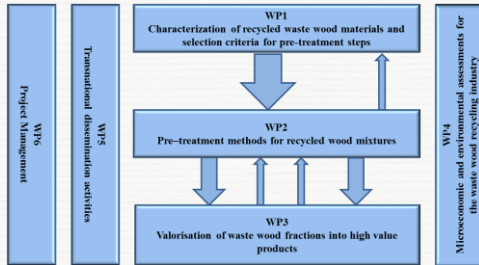 WP6
Project Management
WP5
Transnational dissemination activities
WP1
Characterization of recycled waste wood materials and
selection criteria for pre-treatment steps
WP2
Pre–treatment methods for recycled wood mixtures
WP3
Valorisation of waste wood fractions into high value
products
WP4
Microeconomic and environmental assessments for
the waste wood recycling industry